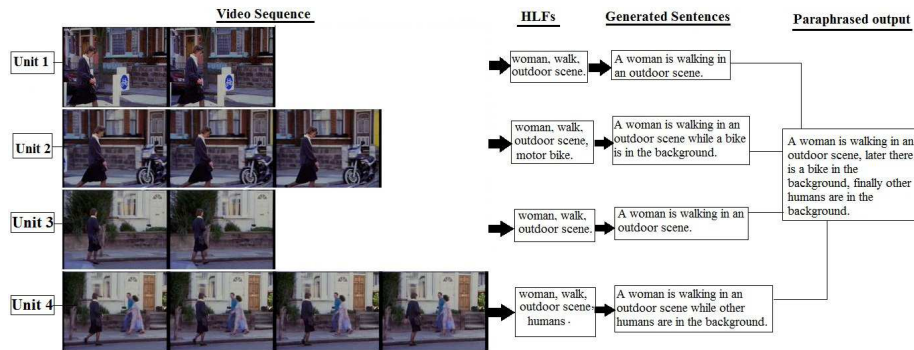 Video Sequence
HLFs
Generated Sentences
Paraphrased output
Unit 1
woman, walk,
outdoor scene.
A woman is walking in
an outdoor scene.
Unit 2
woman, walk,
outdoor scene,
motor bike.
A woman is walking in an
outdoor scene while a bike
is in the background.
A woman is walking in an
outdoor scene, later there
is a bike in the
background, finally other
humans are in the
background.
Unit 3
woman, walk,
outdoor scene.
A woman is walking in an
outdoor scene.
Unit 4
woman, walk,
outdoor scene,
humans .
A woman is walking in an
outdoor scene while other
humans are in the background.